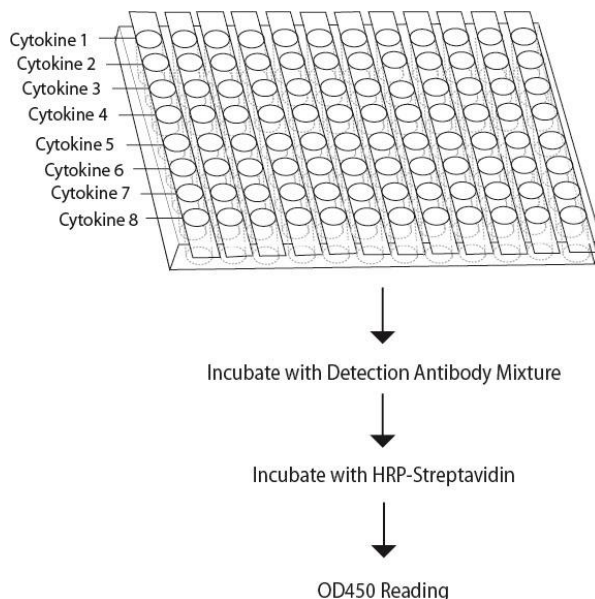 Cytokine 1
Cytokine 2
Cytokine 3
Cytokine 4
Cytokine 5
Cytokine 6
Cytokine 7
Cytokine 8
Incubate with Detection Antibody Mixture
Incubate with HRP-Streptavidin
OD450 Reading